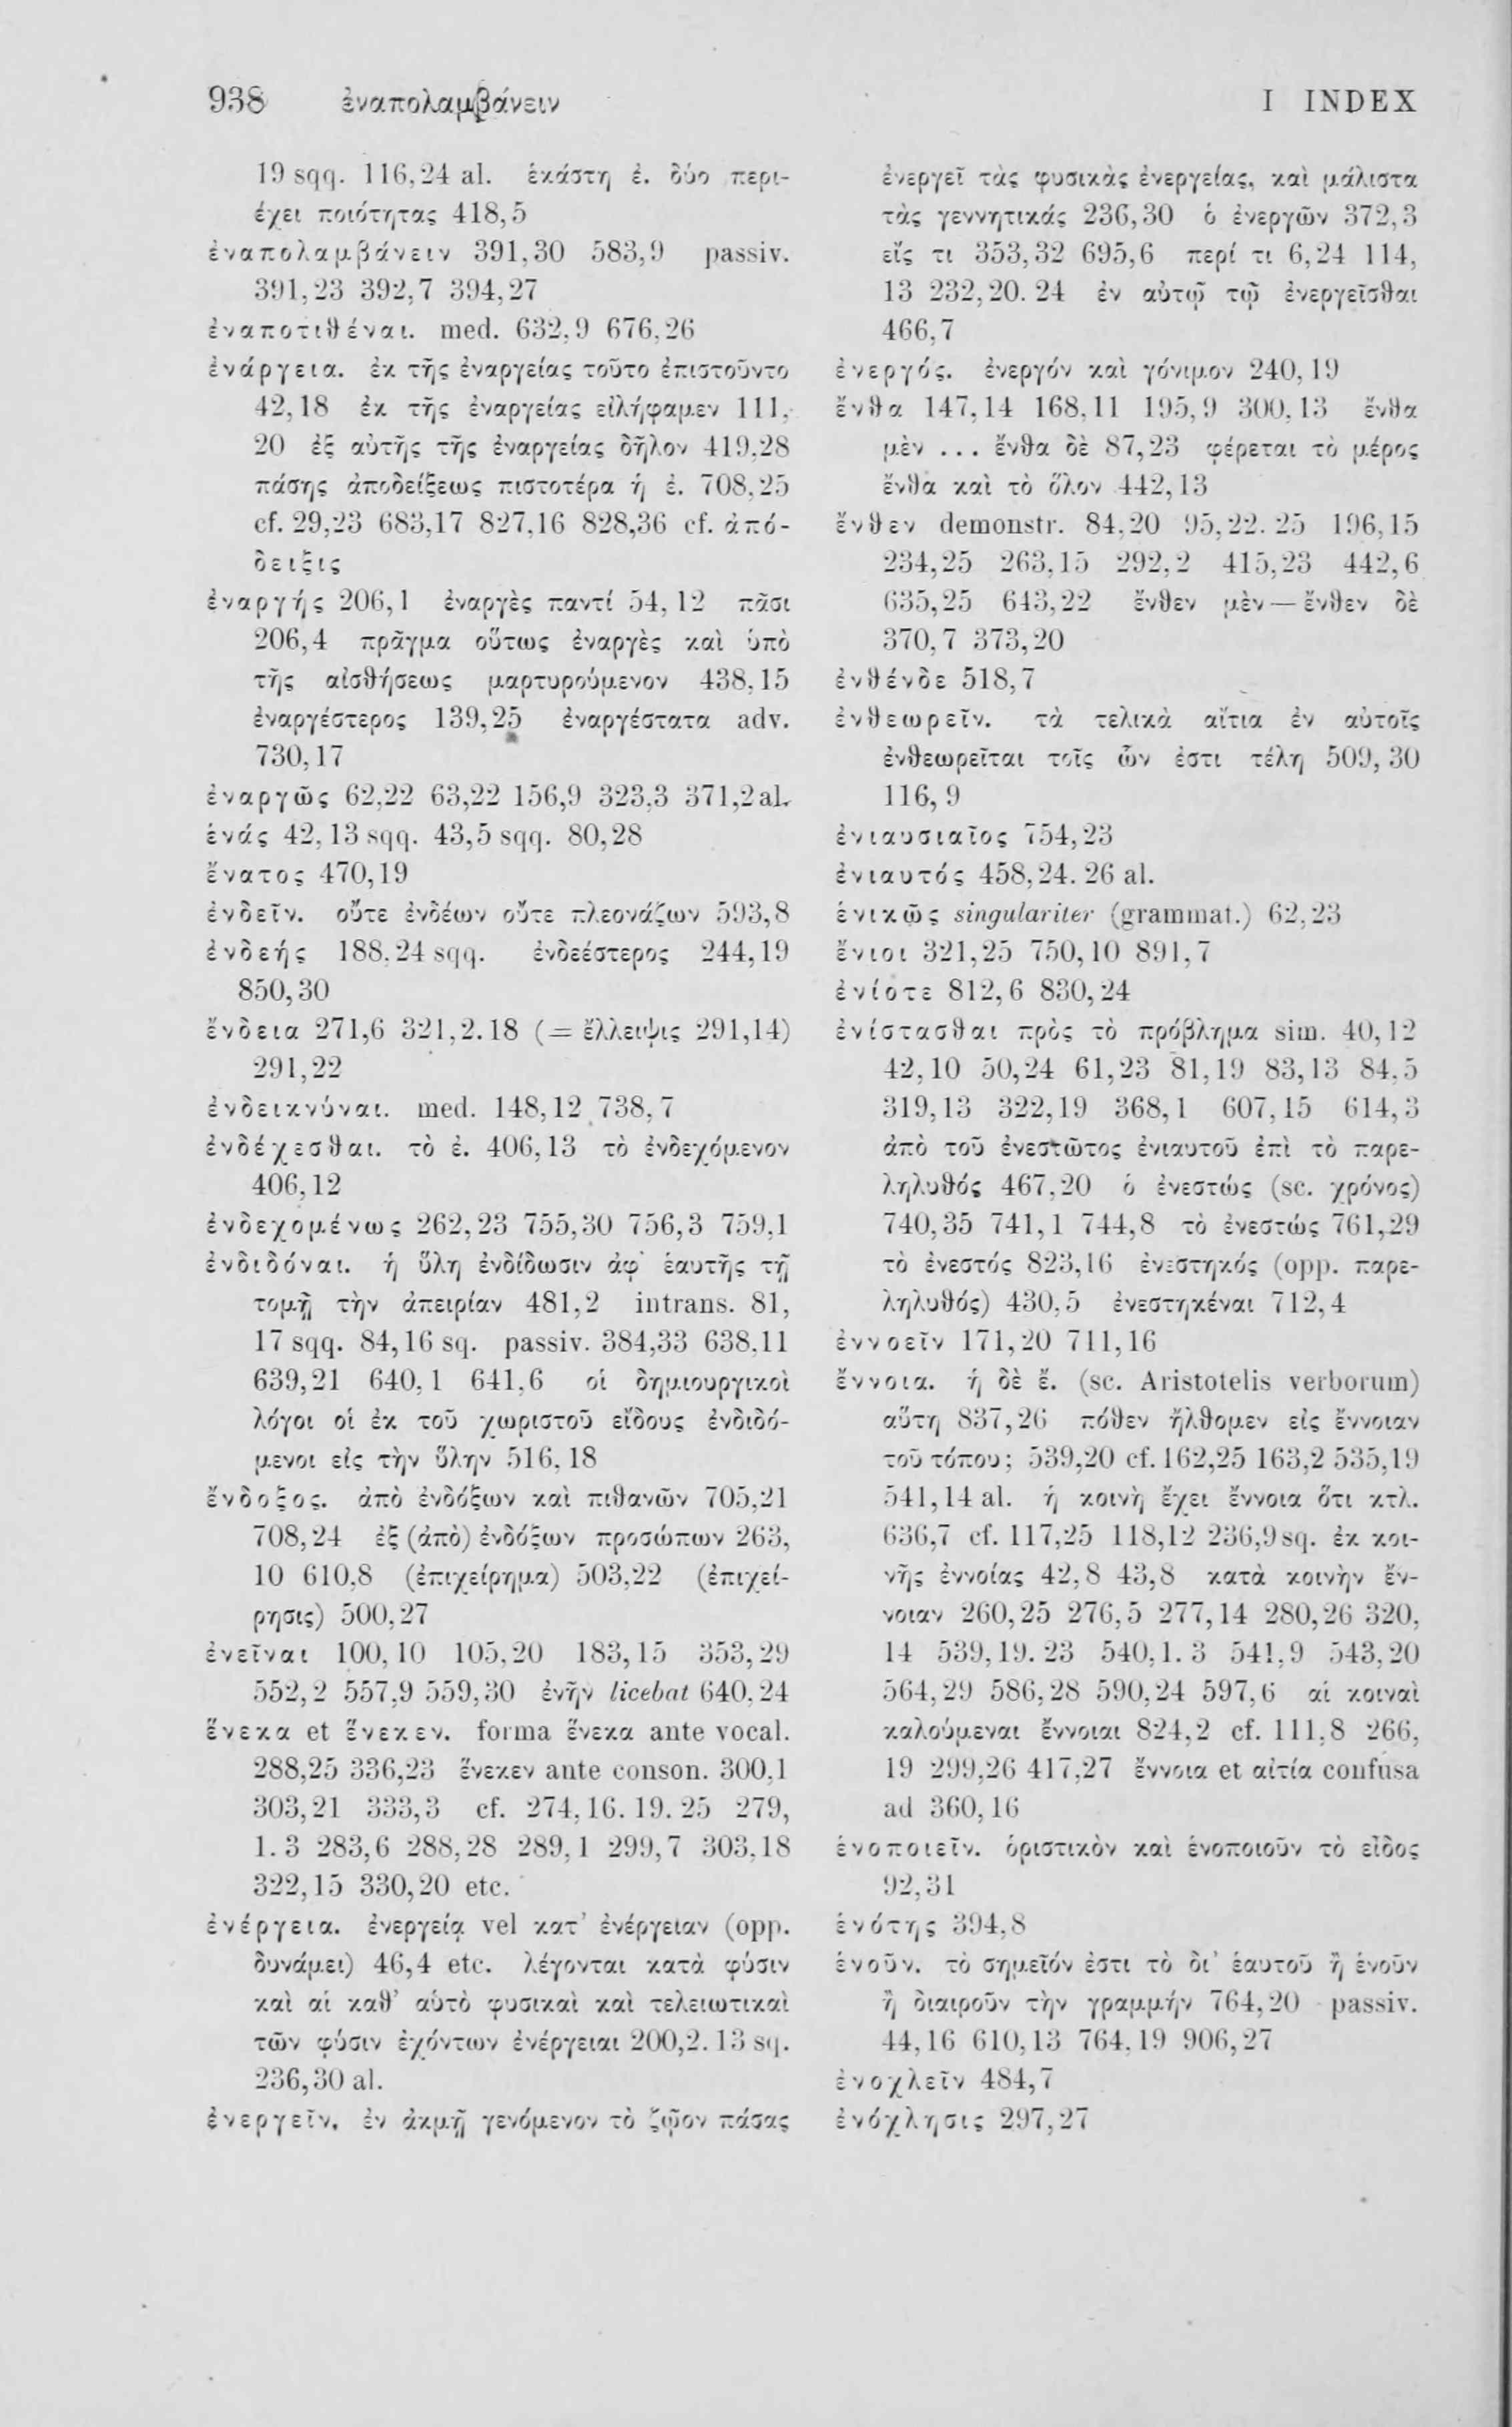 938 ἐναπολαμβάνειν I INDEX
19 sqq. 116,24 al. ἑκάστη ἐ. δύο περι-
έχει ποιότητας 418,5
ἐναπολαμβάνειν 391,30 583,9 passiv.
391,23 392,7 394,27
ἐναποτιθέναι. med. 632,9 676,26
ἐνάργεια. ἐκ τῆς ἐναργείας τοῦτο ἐπιστοῦντο
42,18 ἐκ τῆς ἐναργείας εἰλήφαμεν 111,
20 ἐξ αὐτῆς τῆς ἐναργείας δῆλον 419,28
πάσης ἀποδείξεως πιστοτέρα ἡ ἐ. 708,25
cf. 29,23 683,17 827,16 828,36 cf. ἀπό-
δειξις
ἐναργής 206,1 ἐναργὲς παντί 54,12 πᾶσι
206,4 πρᾶγμα οὕτως ἐναργὲς καὶ ὑπὸ
τῆς αἰσθήσεως μαρτυρούμενον 438,15
ἐναργέστερος 139,25 ἐναργέστατα adv.
730,17
ἐναργῶς 62,22 63,22 156,9 323,3 371,2 al.
ἑνάς 42,13 sqq. 43,5 sqq. 80,28
ἔνατος 470,19
ἐνδεῖν. οὔτε ἐνδέων οὔτε πλεονάζων 593,8
ἐνδεής 188,24 sqq. ἐνδεέστερος 244,19
850,30
ἔνδεια 271,6 321,2.18 (= ἔλλειψις 291,14)
291,22
ἐνδεικνύναι. med. 148,12 738,7
ἐνδέχεσθαι. τὸ ἐ. 406,13 τὸ ἐνδεχόμενον
406,12
ἐνδεχομένως 262,23 755,30 756,3 759,1
ἐνδιδόναι. ἡ ὕλη ἐνδίδωσιν ἀφ' ἑαυτῆς τῇ
τομῇ τὴν ἀπειρίαν 481,2 intrans. 81,
17 sqq. 84,16 sq. passiv. 384,33 638,11
639,21 640,1 641,6 οἱ δημιουργικοὶ
λόγοι οἱ ἐκ τοῦ χωριστοῦ εἴδους ἐνδιδό-
μενοι εἰς τὴν ὕλην 516,18
ἔνδοξος. ἀπὸ ἐνδόξων καὶ πιθανῶν 705,21
708,24 ἐξ (ἀπὸ) ἐνδόξων προσώπων 263,
10 610,8 (ἐπιχείρημα) 503,22 (ἐπιχεί-
ρησις) 500,27
ἐνεῖναι 100,10 105,20 183,15 353,29
552,2 557,9 559,30 ἐνῆν licebat 640,24
ἕνεκα et ἕνεκεν. forma ἕνεκα ante vocal.
288,25 336,23 ἕνεκεν ante conson. 300,1
303,21 333,3 cf. 274,16.19.25 279,
1.3 283,6 288,28 289,1 299,7 303,18
322,15 330,20 etc.
ἐνέργεια. ἐνεργείᾳ vel κατ' ἐνέργειαν (opp.
δυνάμει) 46,4 etc. λέγονται κατὰ φύσιν
καὶ αἱ καθ' αὑτὸ φυσικαὶ καὶ τελειωτικαὶ
τῶν φύσιν ἐχόντων ἐνέργειαι 200,2.13 sq.
236,30 al.
ἐνεργεῖν. ἐν ἀκμῇ γενόμενον τὸ ζῷον πάσας
ἐνεργεῖ τὰς φυσικὰς ἐνεργείας, καὶ μάλιστα
τὰς γεννητικάς 236,30 ὁ ἐνεργῶν 372,3
εἴς τι 353,32 695,6 περί τι 6,24 114,
13 232,20.24 ἐν αὐτῷ τῷ ἐνεργεῖσθαι
466,7
ἐνεργός. ἐνεργόν καὶ γόνιμον 240,19
ἔνθα 147,14 168,11 195,9 300,13 ἔνθα
μὲν ... ἔνθα δὲ 87,23 φέρεται τὸ μέρος
ἔνθα καὶ τὸ ὅλον 442,13
ἔνθεν demonstr. 84,20 95,22.25 196,15
234,25 263,15 292,2 415,23 442,6
635,25 643,22 ἔνθεν μὲν — ἔνθεν δὲ
370,7 373,20
ἐνθένδε 518,7
ἐνθεωρεῖν. τὰ τελικὰ αἴτια ἐν αὐτοῖς
ἐνθεωρεῖται τοῖς ὧν ἐστι τέλη 509,30
116,9
ἐνιαυσιαῖος 754,23
ἐνιαυτός 458,24.26 al.
ἑνικῶς singulariter (grammat.) 62,23
ἔνιοι 321,25 750,10 891,7
ἐνίοτε 812,6 830,24
ἐνίστασθαι πρὸς τὸ πρόβλημα sim. 40,12
42,10 50,24 61,23 81,19 83,13 84,5
319,13 322,19 368,1 607,15 614,3
ἀπὸ τοῦ ἐνεστῶτος ἐνιαυτοῦ ἐπὶ τὸ παρε-
ληλυθός 467,20 ὁ ἐνεστώς (sc. χρόνος)
740,35 741,1 744,8 τὸ ἐνεστώς 761,29
τὸ ἐνεστός 823,16 ἐνεστηκός (opp. παρε-
ληλυθός) 430,5 ἐνεστηκέναι 712,4
ἐννοεῖν 171,20 711,16
ἔννοια. ἡ δὲ ἔ. (sc. Aristotelis verborum)
αὕτη 837,26 πόθεν ἤλθομεν εἰς ἔννοιαν
τοῦ τόπου; 539,20 cf. 162,25 163,2 535,19
541,14 al. ἡ κοινὴ ἔχει ἔννοια ὅτι κτλ.
636,7 cf. 117,25 118,12 236,9 sq. ἐκ κοι-
νῆς ἐννοίας 42,8 43,8 κατὰ κοινὴν ἔν-
νοιαν 260,25 276,5 277,14 280,26 320,
14 539,19.23 540,1.3 541,9 543,20
564,29 586,28 590,24 597,6 αἱ κοιναὶ
καλούμεναι ἔννοιαι 824,2 cf. 111,8 266,
19 299,26 417,27 ἔννοια et αἰτία confusa
ad 360,16
ἑνοποιεῖν. ὁριστικὸν καὶ ἑνοποιοῦν τὸ εἶδος
92,31
ἑνότης 394,8
ἑνοῦν. τὸ σημεῖόν ἐστι τὸ δι' ἑαυτοῦ ἢ ἑνοῦν
ἢ διαιροῦν τὴν γραμμήν 764,20 passiv.
44,16 610,13 764,19 906,27
ἐνοχλεῖν 484,7
ἐνόχλησις 297,27